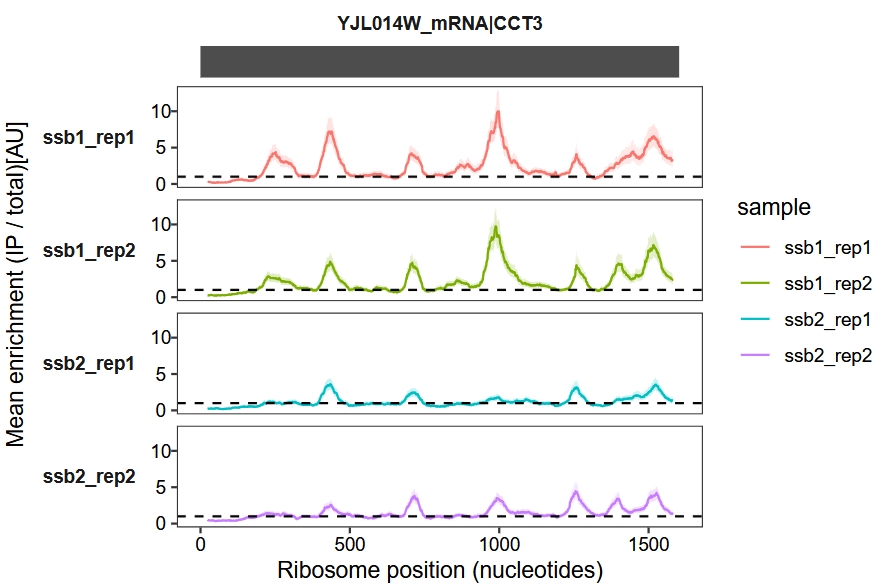 YJL014W_mRNA|CCT3
Mean enrichment (IP / total)[AU]
ssb1_rep1
10
5
0
ssb1_rep2
10
5
0
ssb2_rep1
10
5
0
ssb2_rep2
10
5
0
0 500 1000 1500
Ribosome position (nucleotides)
sample
ssb1_rep1
ssb1_rep2
ssb2_rep1
ssb2_rep2